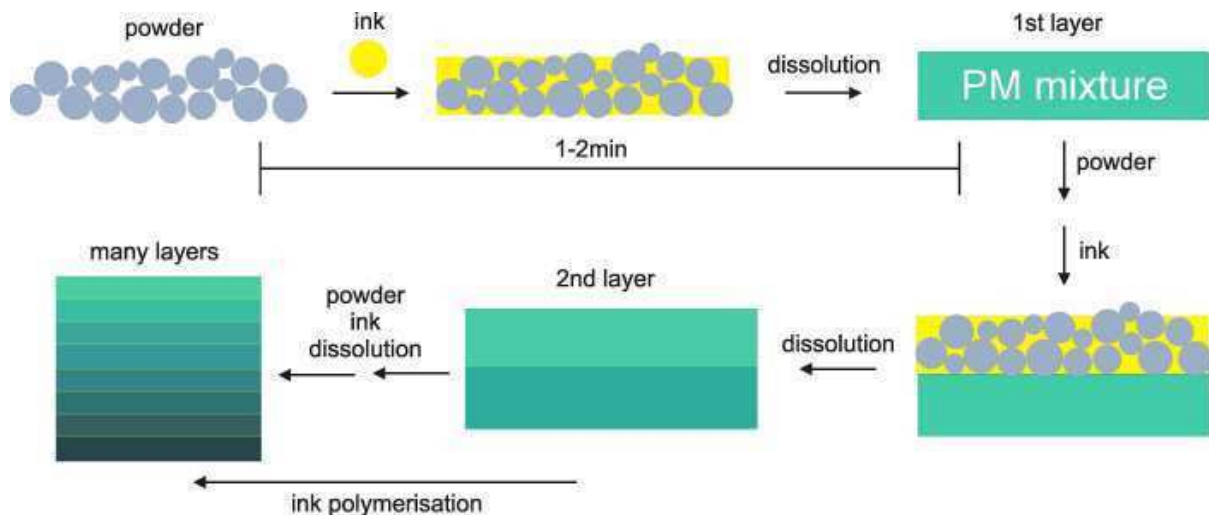 powder
ink
dissolution
1st layer
PM mixture
1-2min
powder
ink
dissolution
2nd layer
powder
ink
dissolution
many layers
ink polymerisation